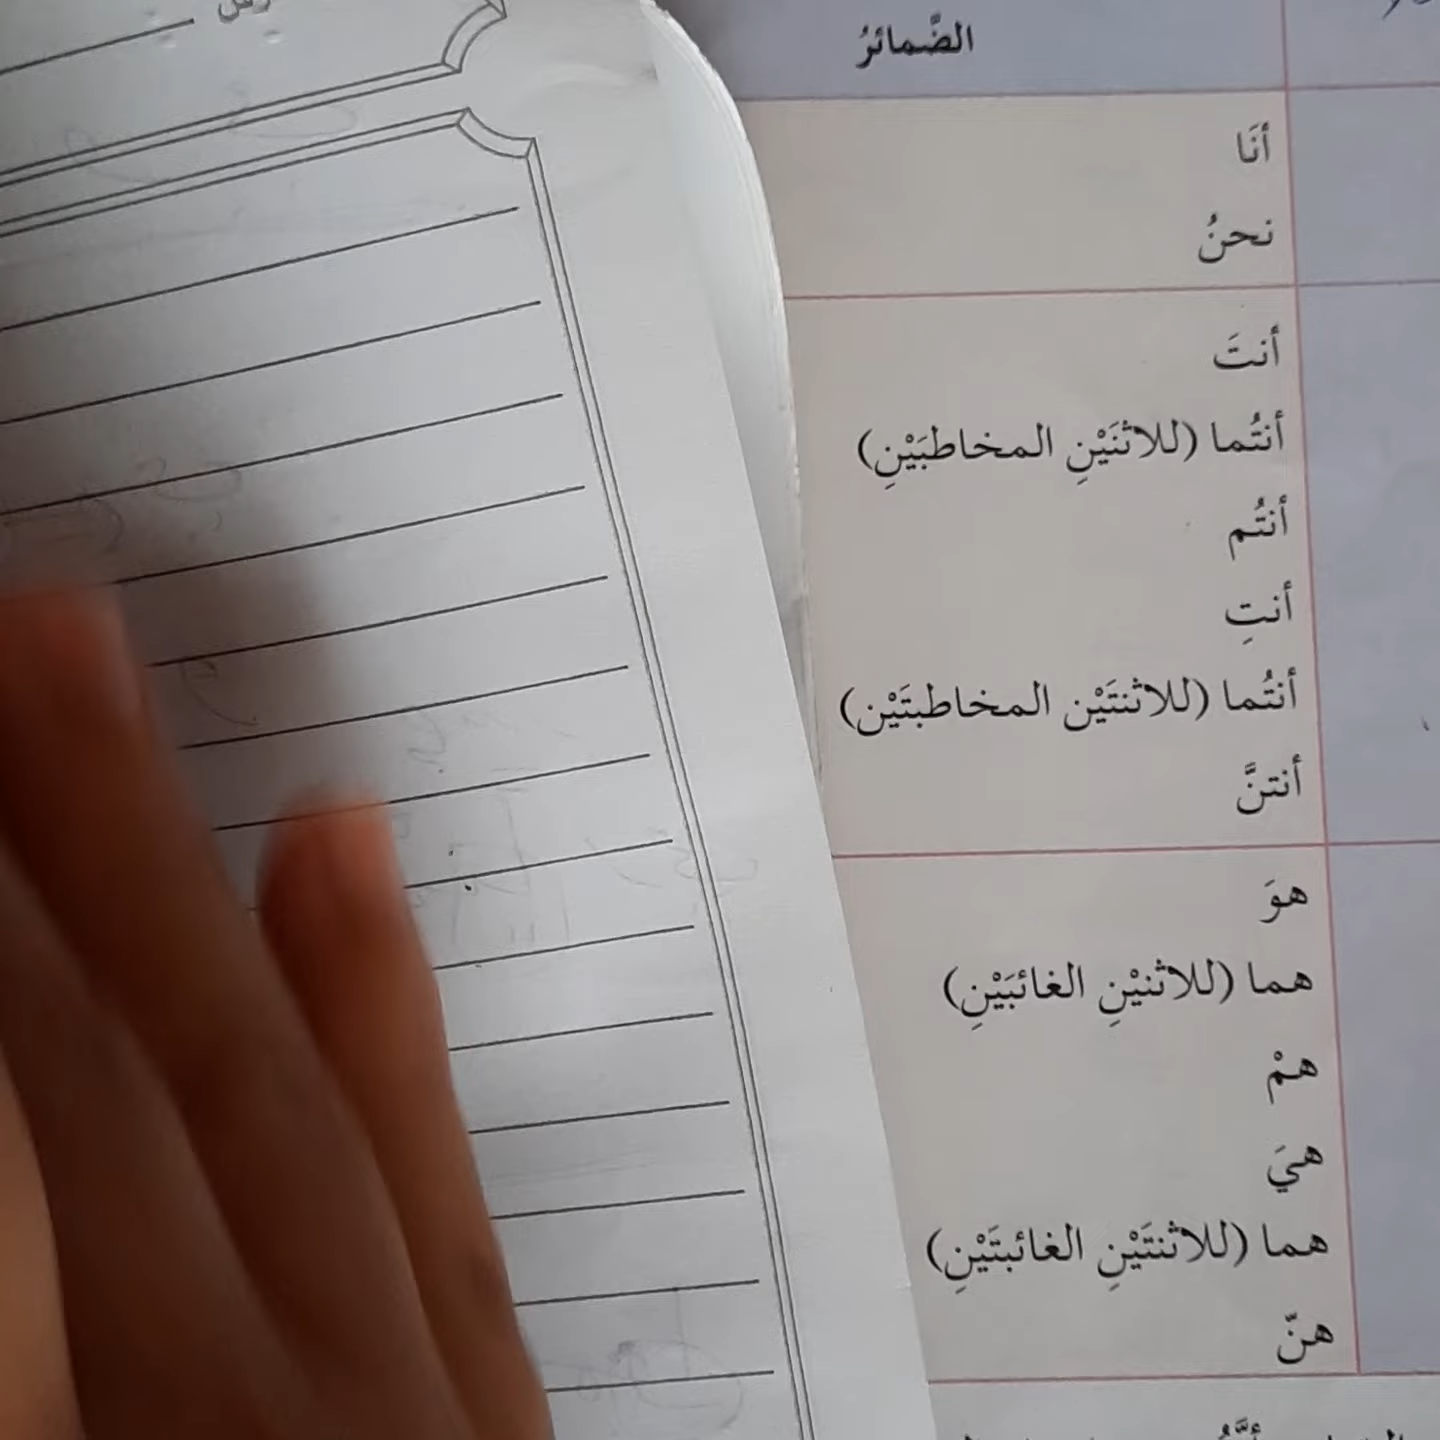 الضَّمائرُ
أنَا
نحنُ
أنتَ
أنتُما (للاثنَيْنِ المخاطبَيْنِ)
أنتُم
أنتِ
أنتُما (للاثنتَيْن المخاطبتَيْن)
أنتنَّ
هوَ
هما (للاثنيْنِ الغائبَيْنِ)
همْ
هيَ
هما (للاثنتَيْنِ الغائبتَيْنِ)
هنّ